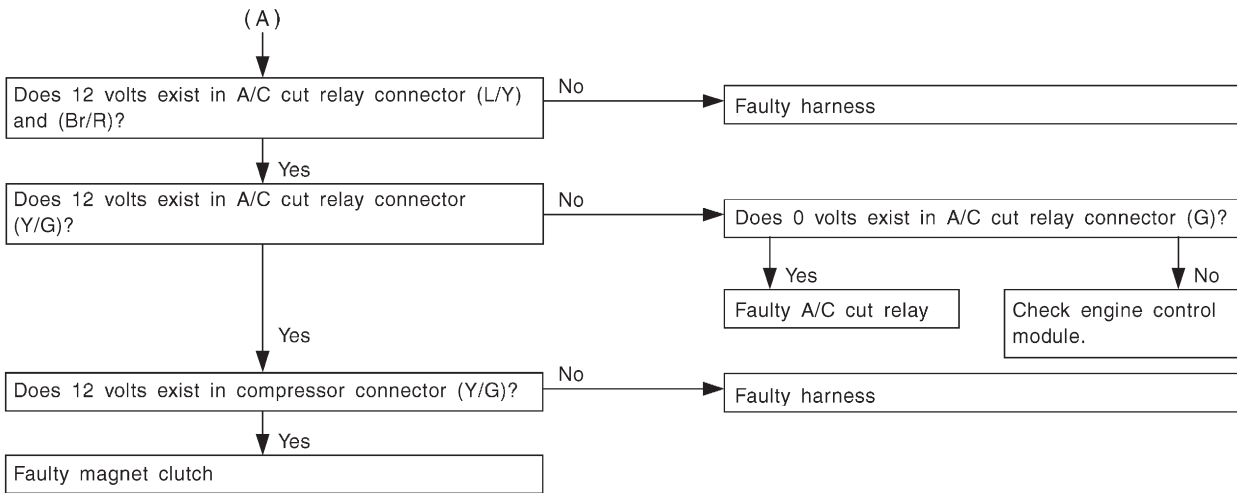 (A)
Does 12 volts exist in A/C cut relay connector (L/Y)
and (Br/R)?
No
Faulty harness
Yes
Does 12 volts exist in A/C cut relay connector
(Y/G)?
No
Does 0 volts exist in A/C cut relay connector (G)?
Yes
Faulty A/C cut relay
No
Check engine control
module.
Yes
Does 12 volts exist in compressor connector (Y/G)?
No
Faulty harness
Yes
Faulty magnet clutch